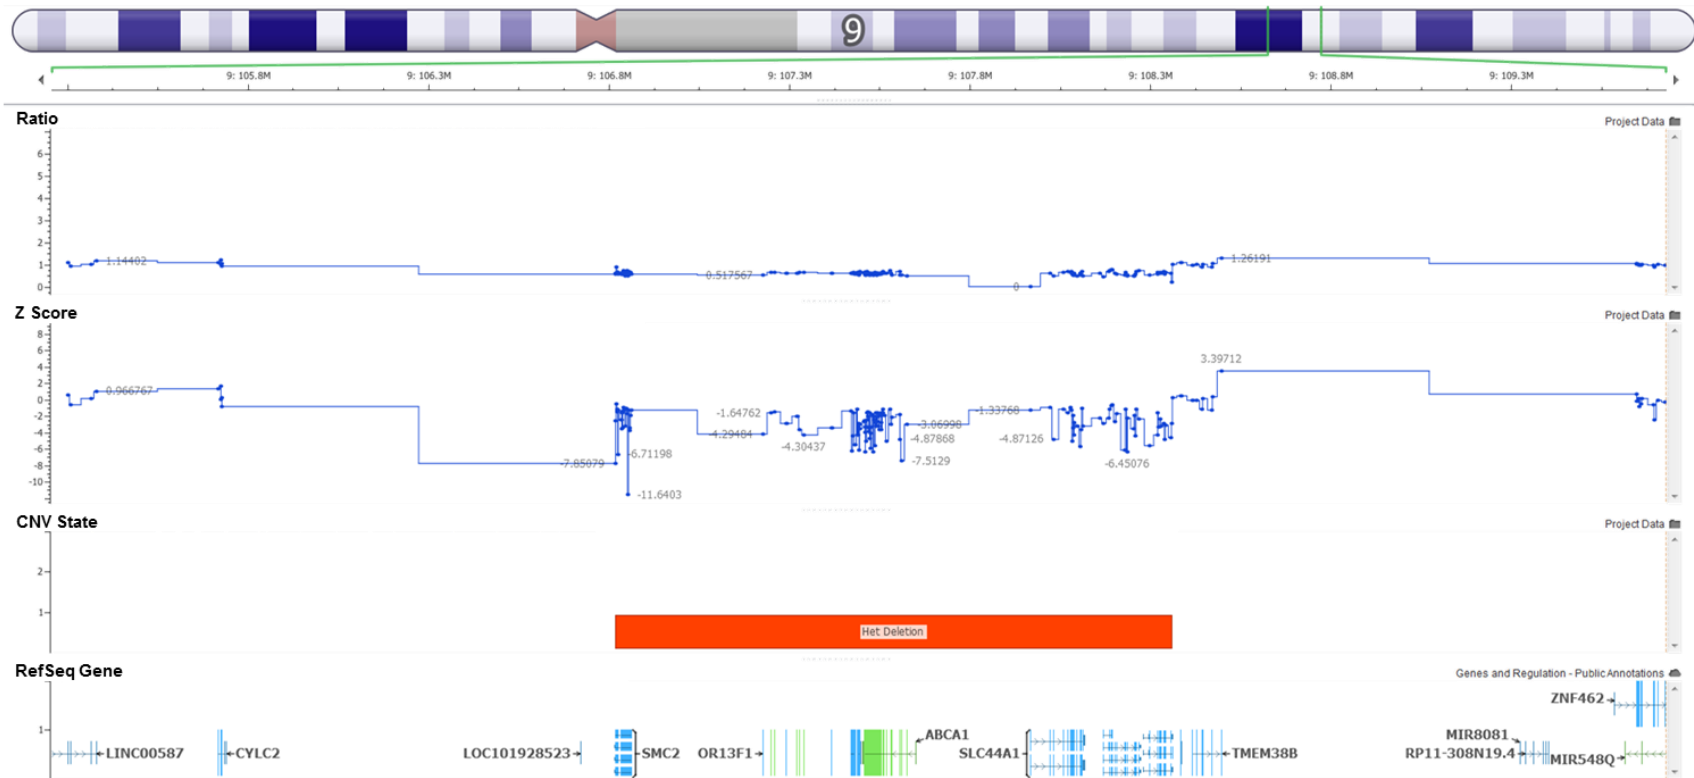 9
9: 105.8M 9: 106.3M 9: 106.8M 9: 107.3M 9: 107.8M 9: 108.3M 9: 108.8M 9: 109.3M
Ratio
Project Data
6
5
4
3
2
1
0
1.14402
0.517567
0
1.26191
Z Score
Project Data
8
6
4
2
0
-2
-4
-6
-8
-10
0.966767
-7.85079
-6.71198
-11.6403
-1.64762
-4.29484
-4.30437
-3.06998
-4.87868
-7.5129
-1.33768
-4.87126
-6.45076
3.39712
CNV State
Project Data
2
1
Het Deletion
RefSeq Gene
Genes and Regulation - Public Annotations
1
ZNF462
ABCA1
MIR8081
LINC00587
CYLC2
LOC101928523
SMC2
OR13F1
SLC44A1
TMEM38B
RP11-308N19.4
MIR548Q